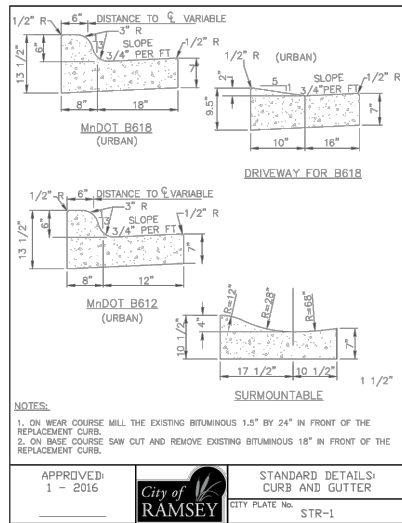 6" DISTANCE TO ℄ VARIABLE
1/2" R
3" R
6"
3"
SLOPE
3/4" PER FT
1/2" R
13 1/2"
7"
8"
18"
MnDOT B618
(URBAN)
(URBAN)
1/2" R
2"
5
1
SLOPE
3/4" PER FT
9.5"
7"
10"
16"
DRIVEWAY FOR B618
6" DISTANCE TO ℄ VARIABLE
1/2" R
3" R
6"
3"
SLOPE
3/4" PER FT
1/2" R
13 1/2"
7"
8"
12"
MnDOT B612
(URBAN)
R=12"
R=28"
R=68"
10 1/2"
4"
7"
17 1/2"
10 1/2"
1 1/2"
SURMOUNTABLE
NOTES:
1. ON WEAR COURSE MILL THE EXISTING BITUMINOUS 1.5" BY 24" IN FRONT OF THE
REPLACEMENT CURB.
2. ON BASE COURSE SAW CUT AND REMOVE EXISTING BITUMINOUS 18" IN FRONT OF THE
REPLACEMENT CURB.
APPROVED:
1 - 2016
City of
RAMSEY
STANDARD DETAILS:
CURB AND GUTTER
CITY PLATE No.
STR-1